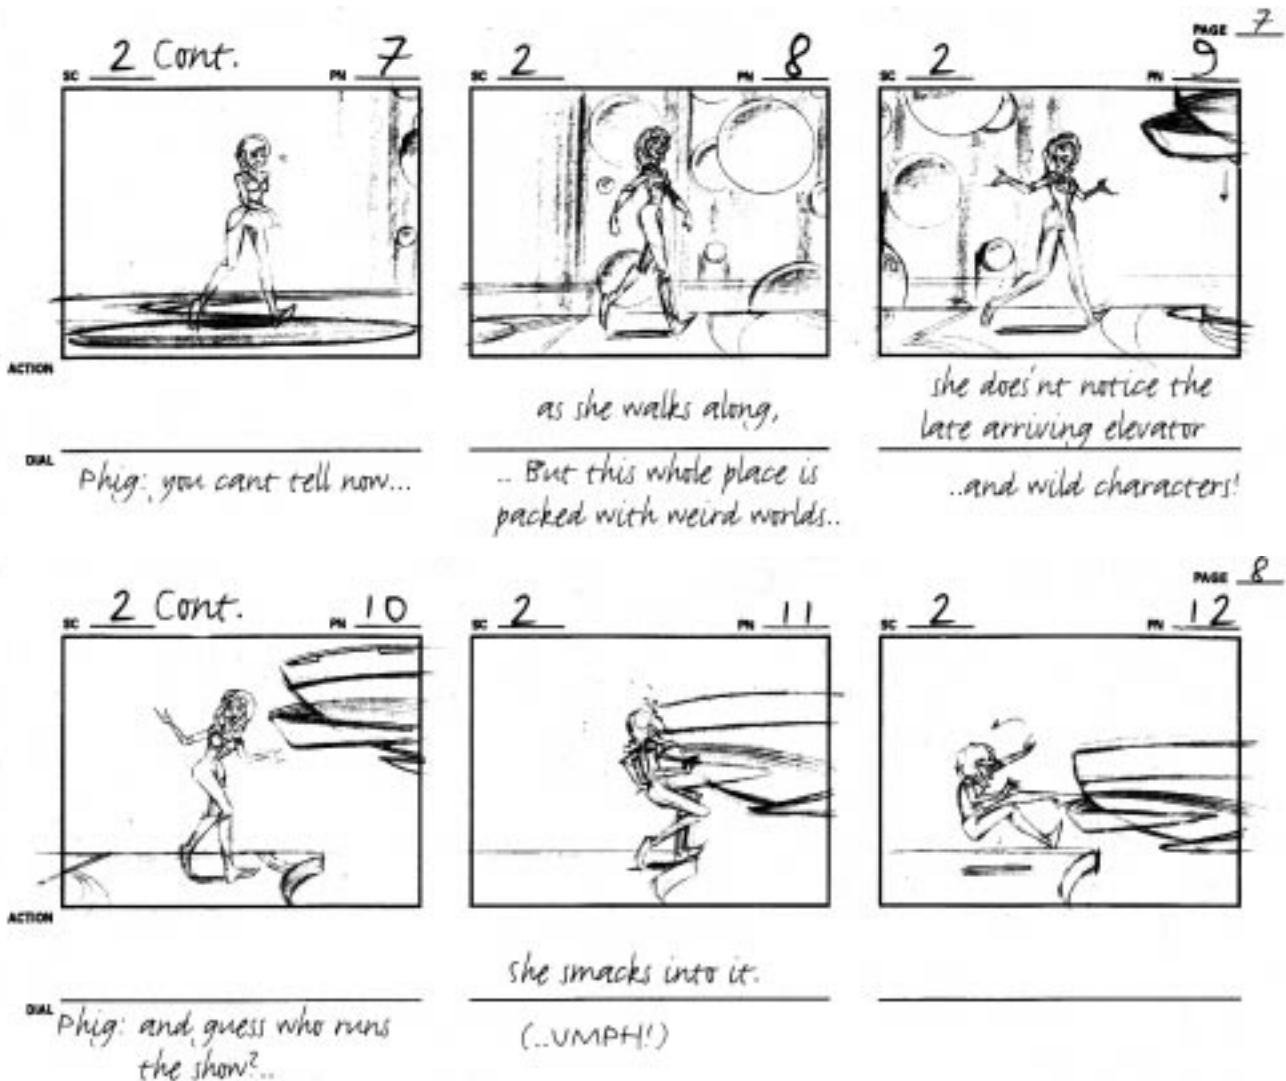 PAGE 7
SC 2 Cont. PN 7
SC 2 PN 8
SC 2 PN 9
ACTION
as she walks along,
she does'nt notice the
late arriving elevator
DIAL
Phig: you cant tell now...
.. But this whole place is
packed with weird worlds..
..and wild characters!
PAGE 8
SC 2 Cont. PN 10
SC 2 PN 11
SC 2 PN 12
ACTION
she smacks into it.
DIAL
Phig: and guess who runs
the show?..
(..UMPH!)